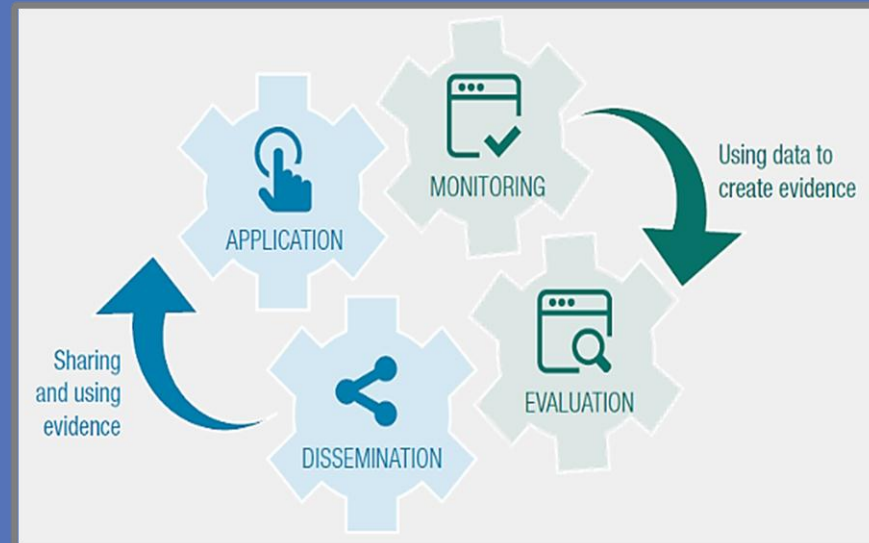 MONITORING
Using data to
create evidence
EVALUATION
DISSEMINATION
Sharing
and using
evidence
APPLICATION